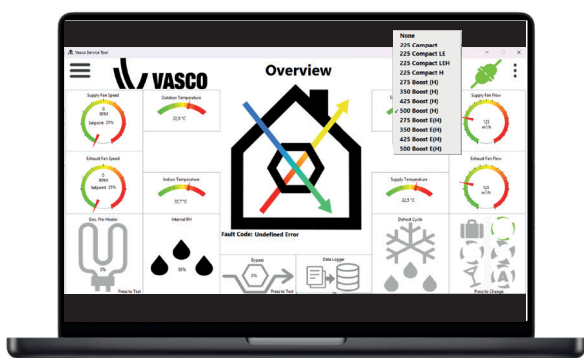 None
225 Compact
225 Compact LE
225 Compact LEH
225 Compact H
275 Boost (H)
350 Boost (H)
425 Boost (H)
500 Boost (H)
275 Boost E(H)
350 Boost E(H)
425 Boost E(H)
500 Boost E(H)
Vasco Service Tool
VASCO
Overview
Supply Fan Speed
0
RPM
Setpoint 25%
Outdoor Temperature
Supply Fan Flow
125
m³/h
Exhaust Fan Speed
0
RPM
Setpoint 25%
Indoor Temperature
Supply Temperature
22,5 °C
Exhaust Fan Flow
125
m³/h
Fault Code: Undefined Error
Elec. Pre-Heater
0%
Press to Test
Internal RH
50%
Bypass
0%
Press to Test
Data Logger
Defrost Cycle
Press to Change